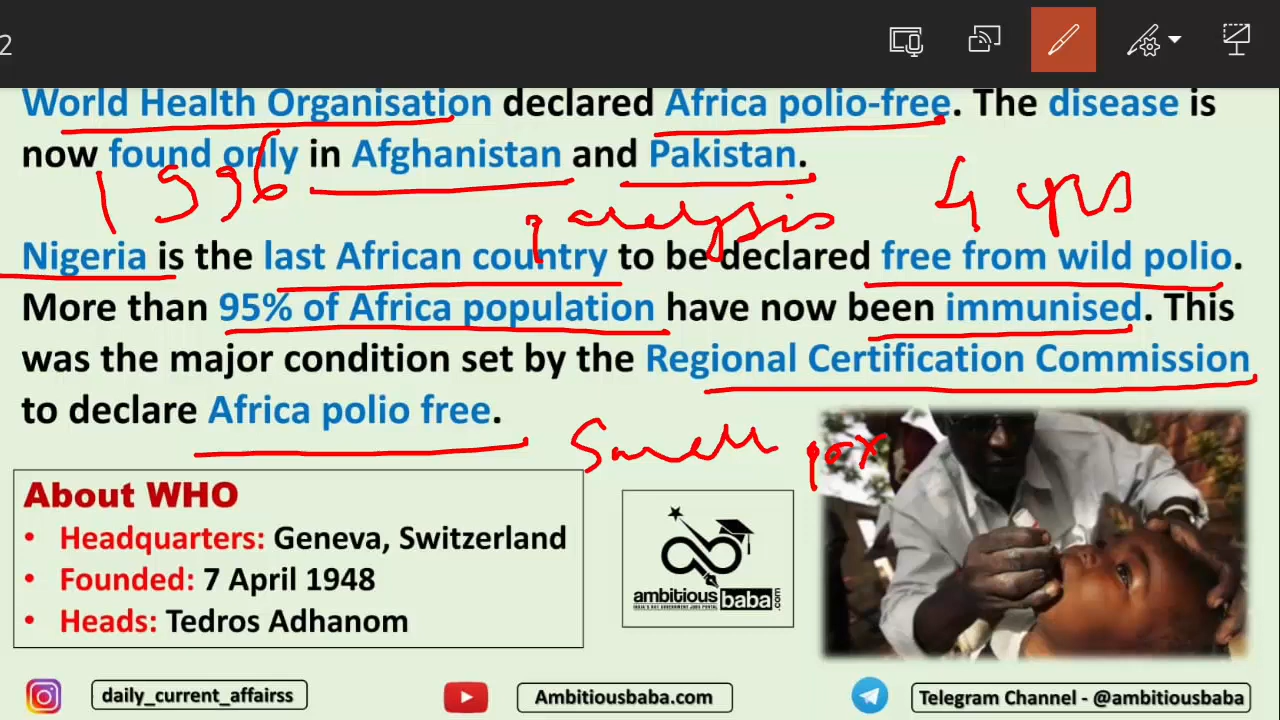 2
World Health Organisation declared Africa polio-free. The disease is
now found only in Afghanistan and Pakistan.
1996
paralysis
4 yrs
Nigeria is the last African country to be declared free from wild polio.
More than 95% of Africa population have now been immunised. This
was the major condition set by the Regional Certification Commission
to declare Africa polio free.
Small pox
About WHO
• Headquarters: Geneva, Switzerland
• Founded: 7 April 1948
• Heads: Tedros Adhanom
ambitious baba.com
daily_current_affairss
Ambitiousbaba.com
Telegram Channel - @ambitiousbaba